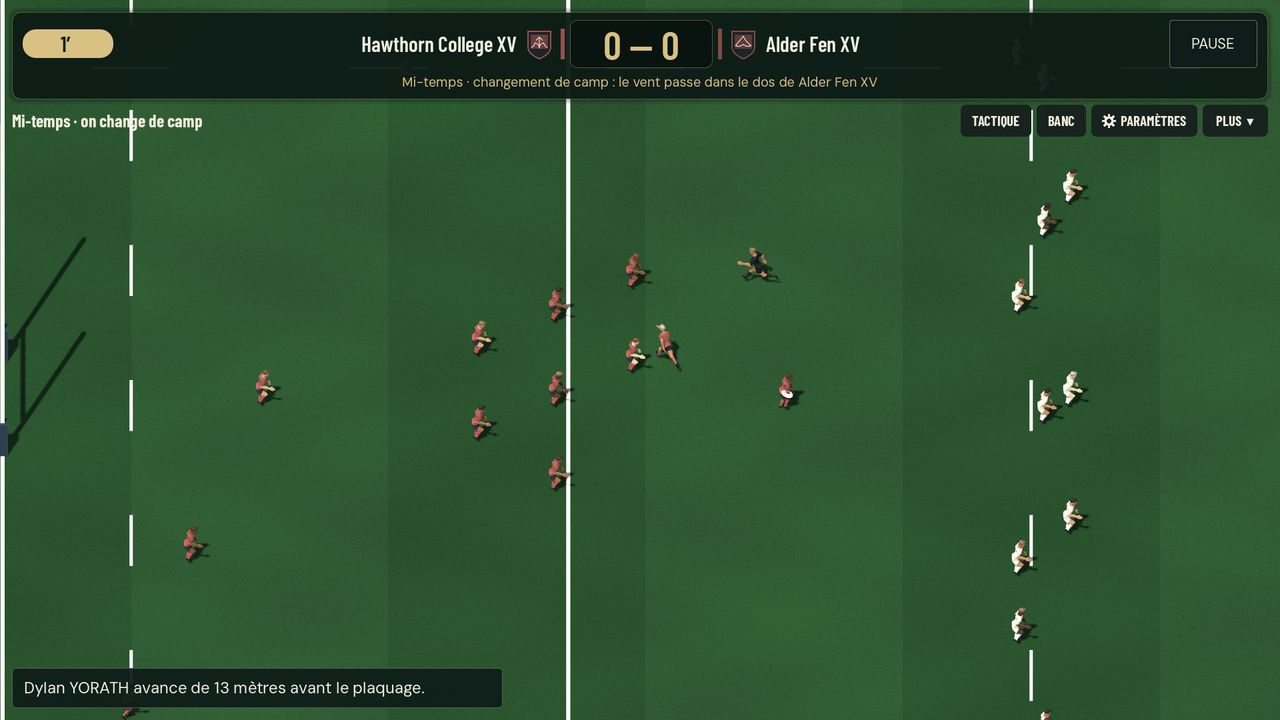 1′
Hawthorn College XV
0 – 0
Alder Fen XV
PAUSE
Mi-temps · changement de camp : le vent passe dans le dos de Alder Fen XV
Mi-temps · on change de camp
TACTIQUE
BANC
PARAMÈTRES
PLUS ▾
Dylan YORATH avance de 13 mètres avant le plaquage.